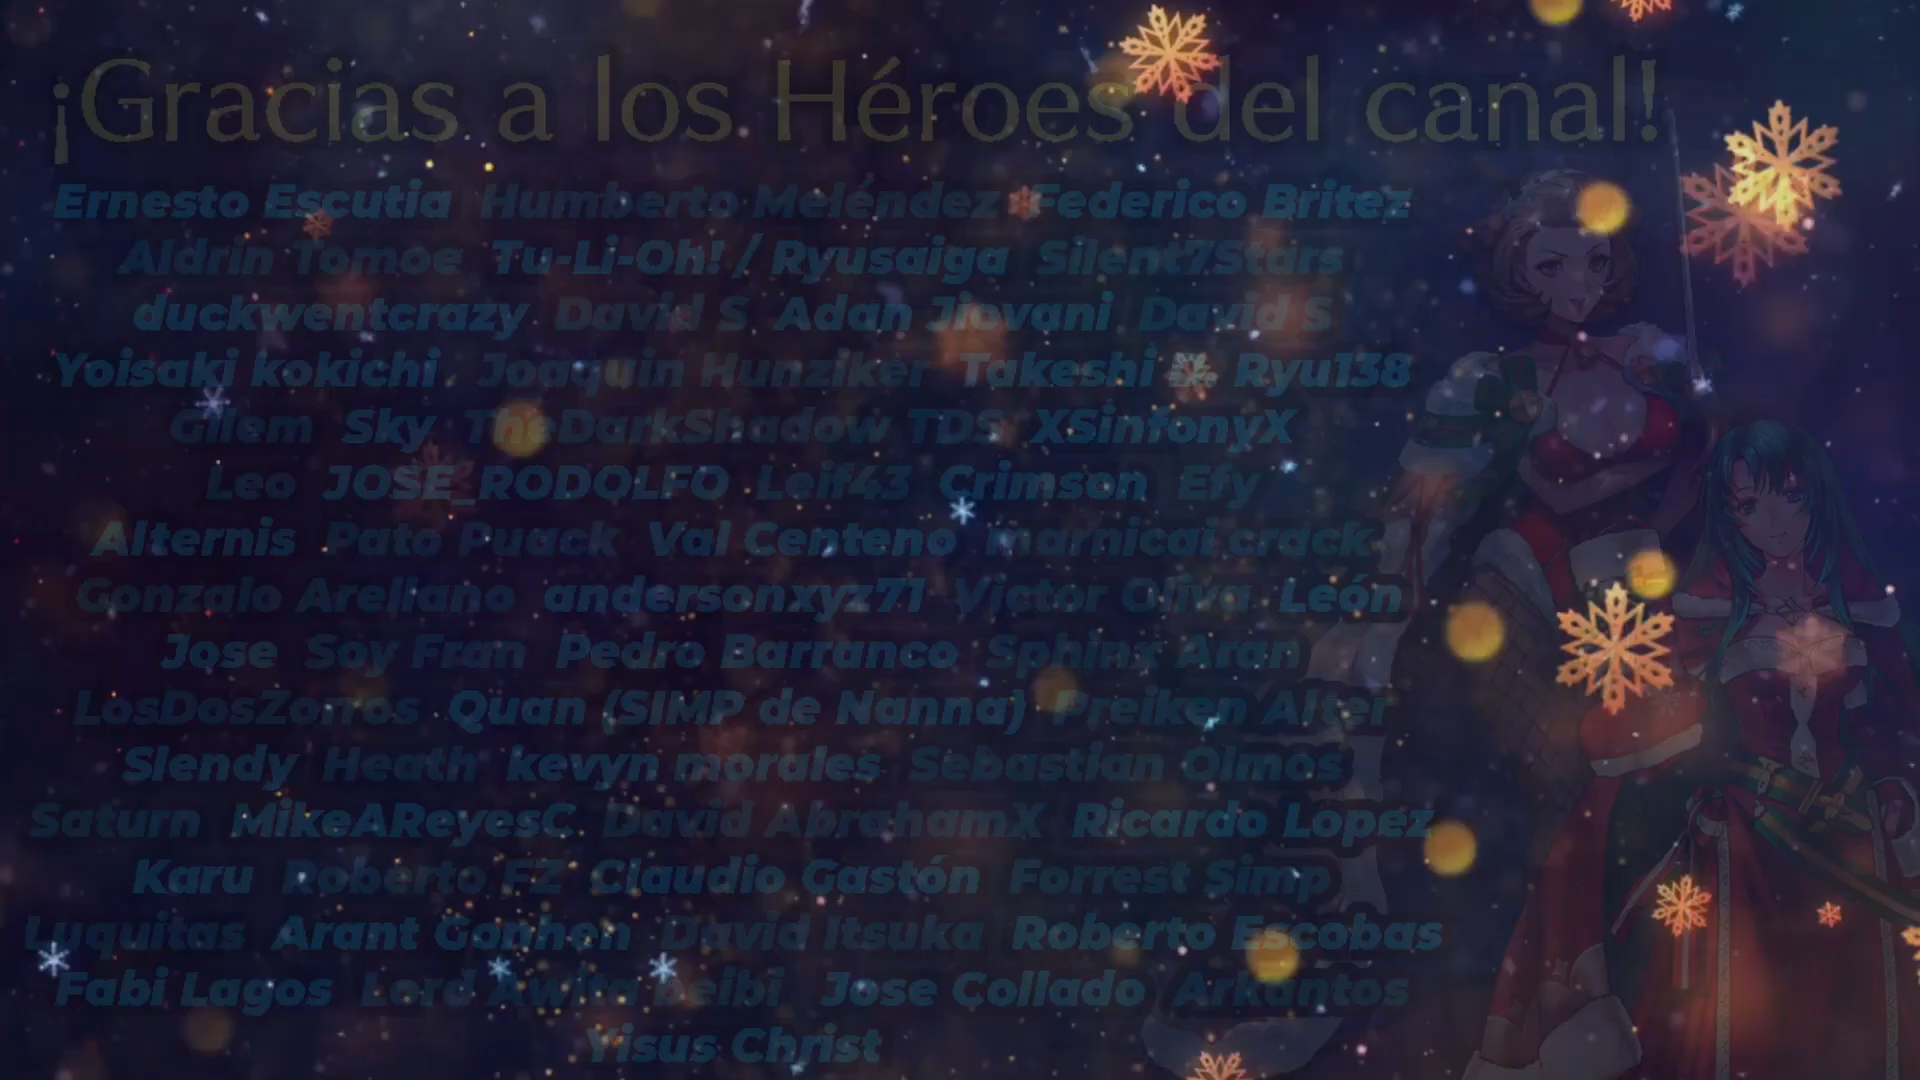 ¡Gracias a los Héroes del canal!
Ernesto Escutia Humberto Meléndez Federico Britez
Aldrin Tomoe Tu-Li-Oh! / Ryusaiga Silent7Stars
duckwentcrazy David S Adan Jiovani David S
Yoisaki kokichi Joaquin Hunziker Takeshi Ryu138
Gilem Sky TheDarkShadow TDS XSinfonyX
Leo JOSE_RODOLFO Leif43 Crimson Efy
Alternis Pato Puack Val Centeno marnicai crack
Gonzalo Arellano andersonxyz71 Victor Oliva León
Jose Soy Fran Pedro Barranco Sphinx Aran
LosDosZorros Quan (SIMP de Nanna) Preiken Alter
Slendy Heath kevyn morales Sebastian Olmos
Saturn MikeAReyesC David AbrahamX Ricardo Lopez
Karu Roberto FZ Claudio Gastón Forrest Simp
Luquitas Arant Gonhen David Itsuka Roberto Escobas
Fabi Lagos Lord Awita Beibi Jose Collado Arkantos
Yisus Christ